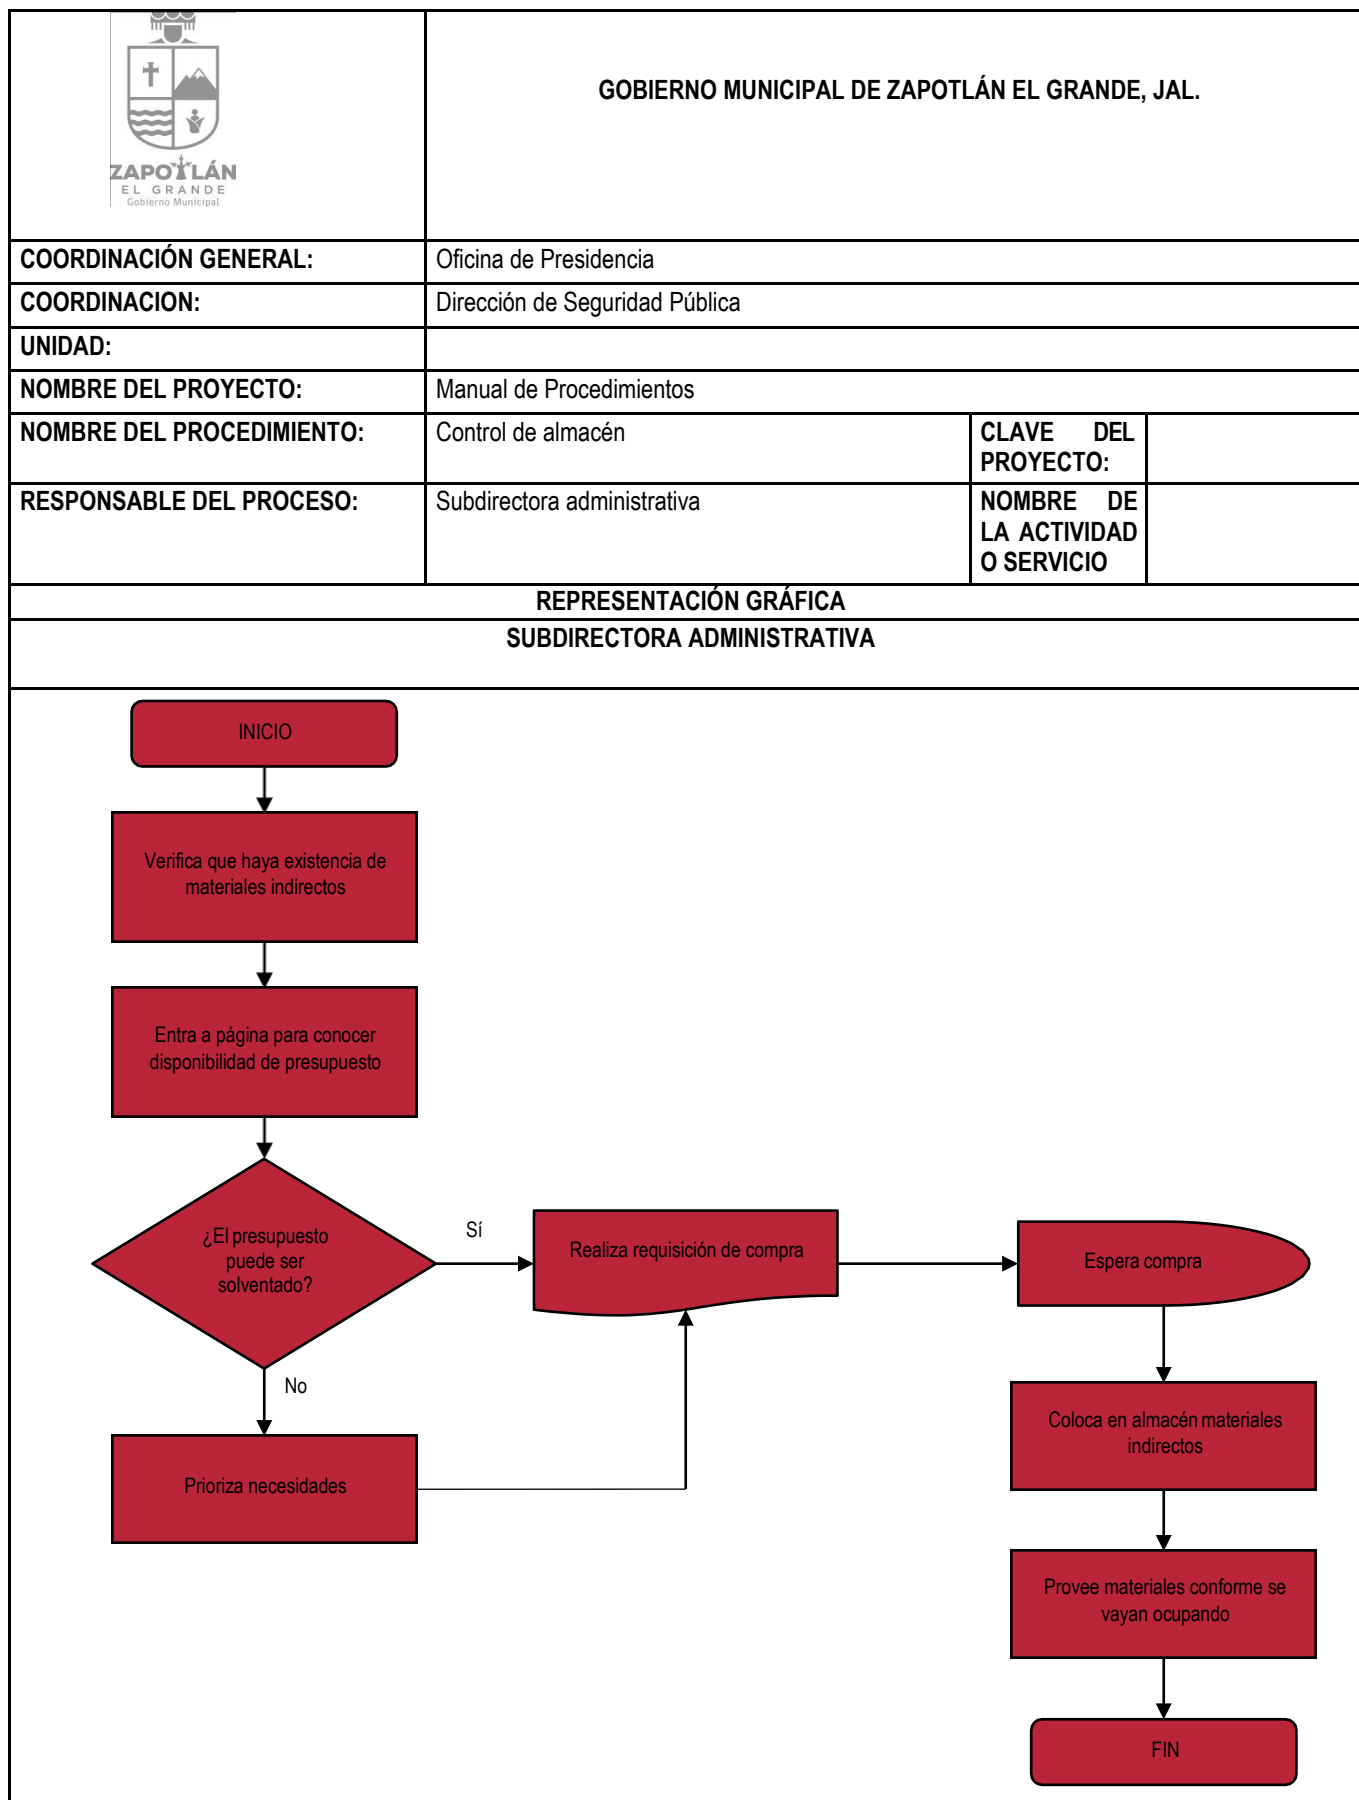 ZAPOTLÁN
EL GRANDE
Gobierno Municipal
GOBIERNO MUNICIPAL DE ZAPOTLÁN EL GRANDE, JAL.
COORDINACIÓN GENERAL:
Oficina de Presidencia
COORDINACION:
Dirección de Seguridad Pública
UNIDAD:
NOMBRE DEL PROYECTO:
Manual de Procedimientos
NOMBRE DEL PROCEDIMIENTO:
Control de almacén
CLAVE DEL
PROYECTO:
RESPONSABLE DEL PROCESO:
Subdirectora administrativa
NOMBRE DE
LA ACTIVIDAD
O SERVICIO
REPRESENTACIÓN GRÁFICA
SUBDIRECTORA ADMINISTRATIVA
INICIO
Verifica que haya existencia de
materiales indirectos
Entra a página para conocer
disponibilidad de presupuesto
¿El presupuesto
puede ser
solventado?
Sí
No
Prioriza necesidades
Realiza requisición de compra
Espera compra
Coloca en almacén materiales
indirectos
Provee materiales conforme se
vayan ocupando
FIN